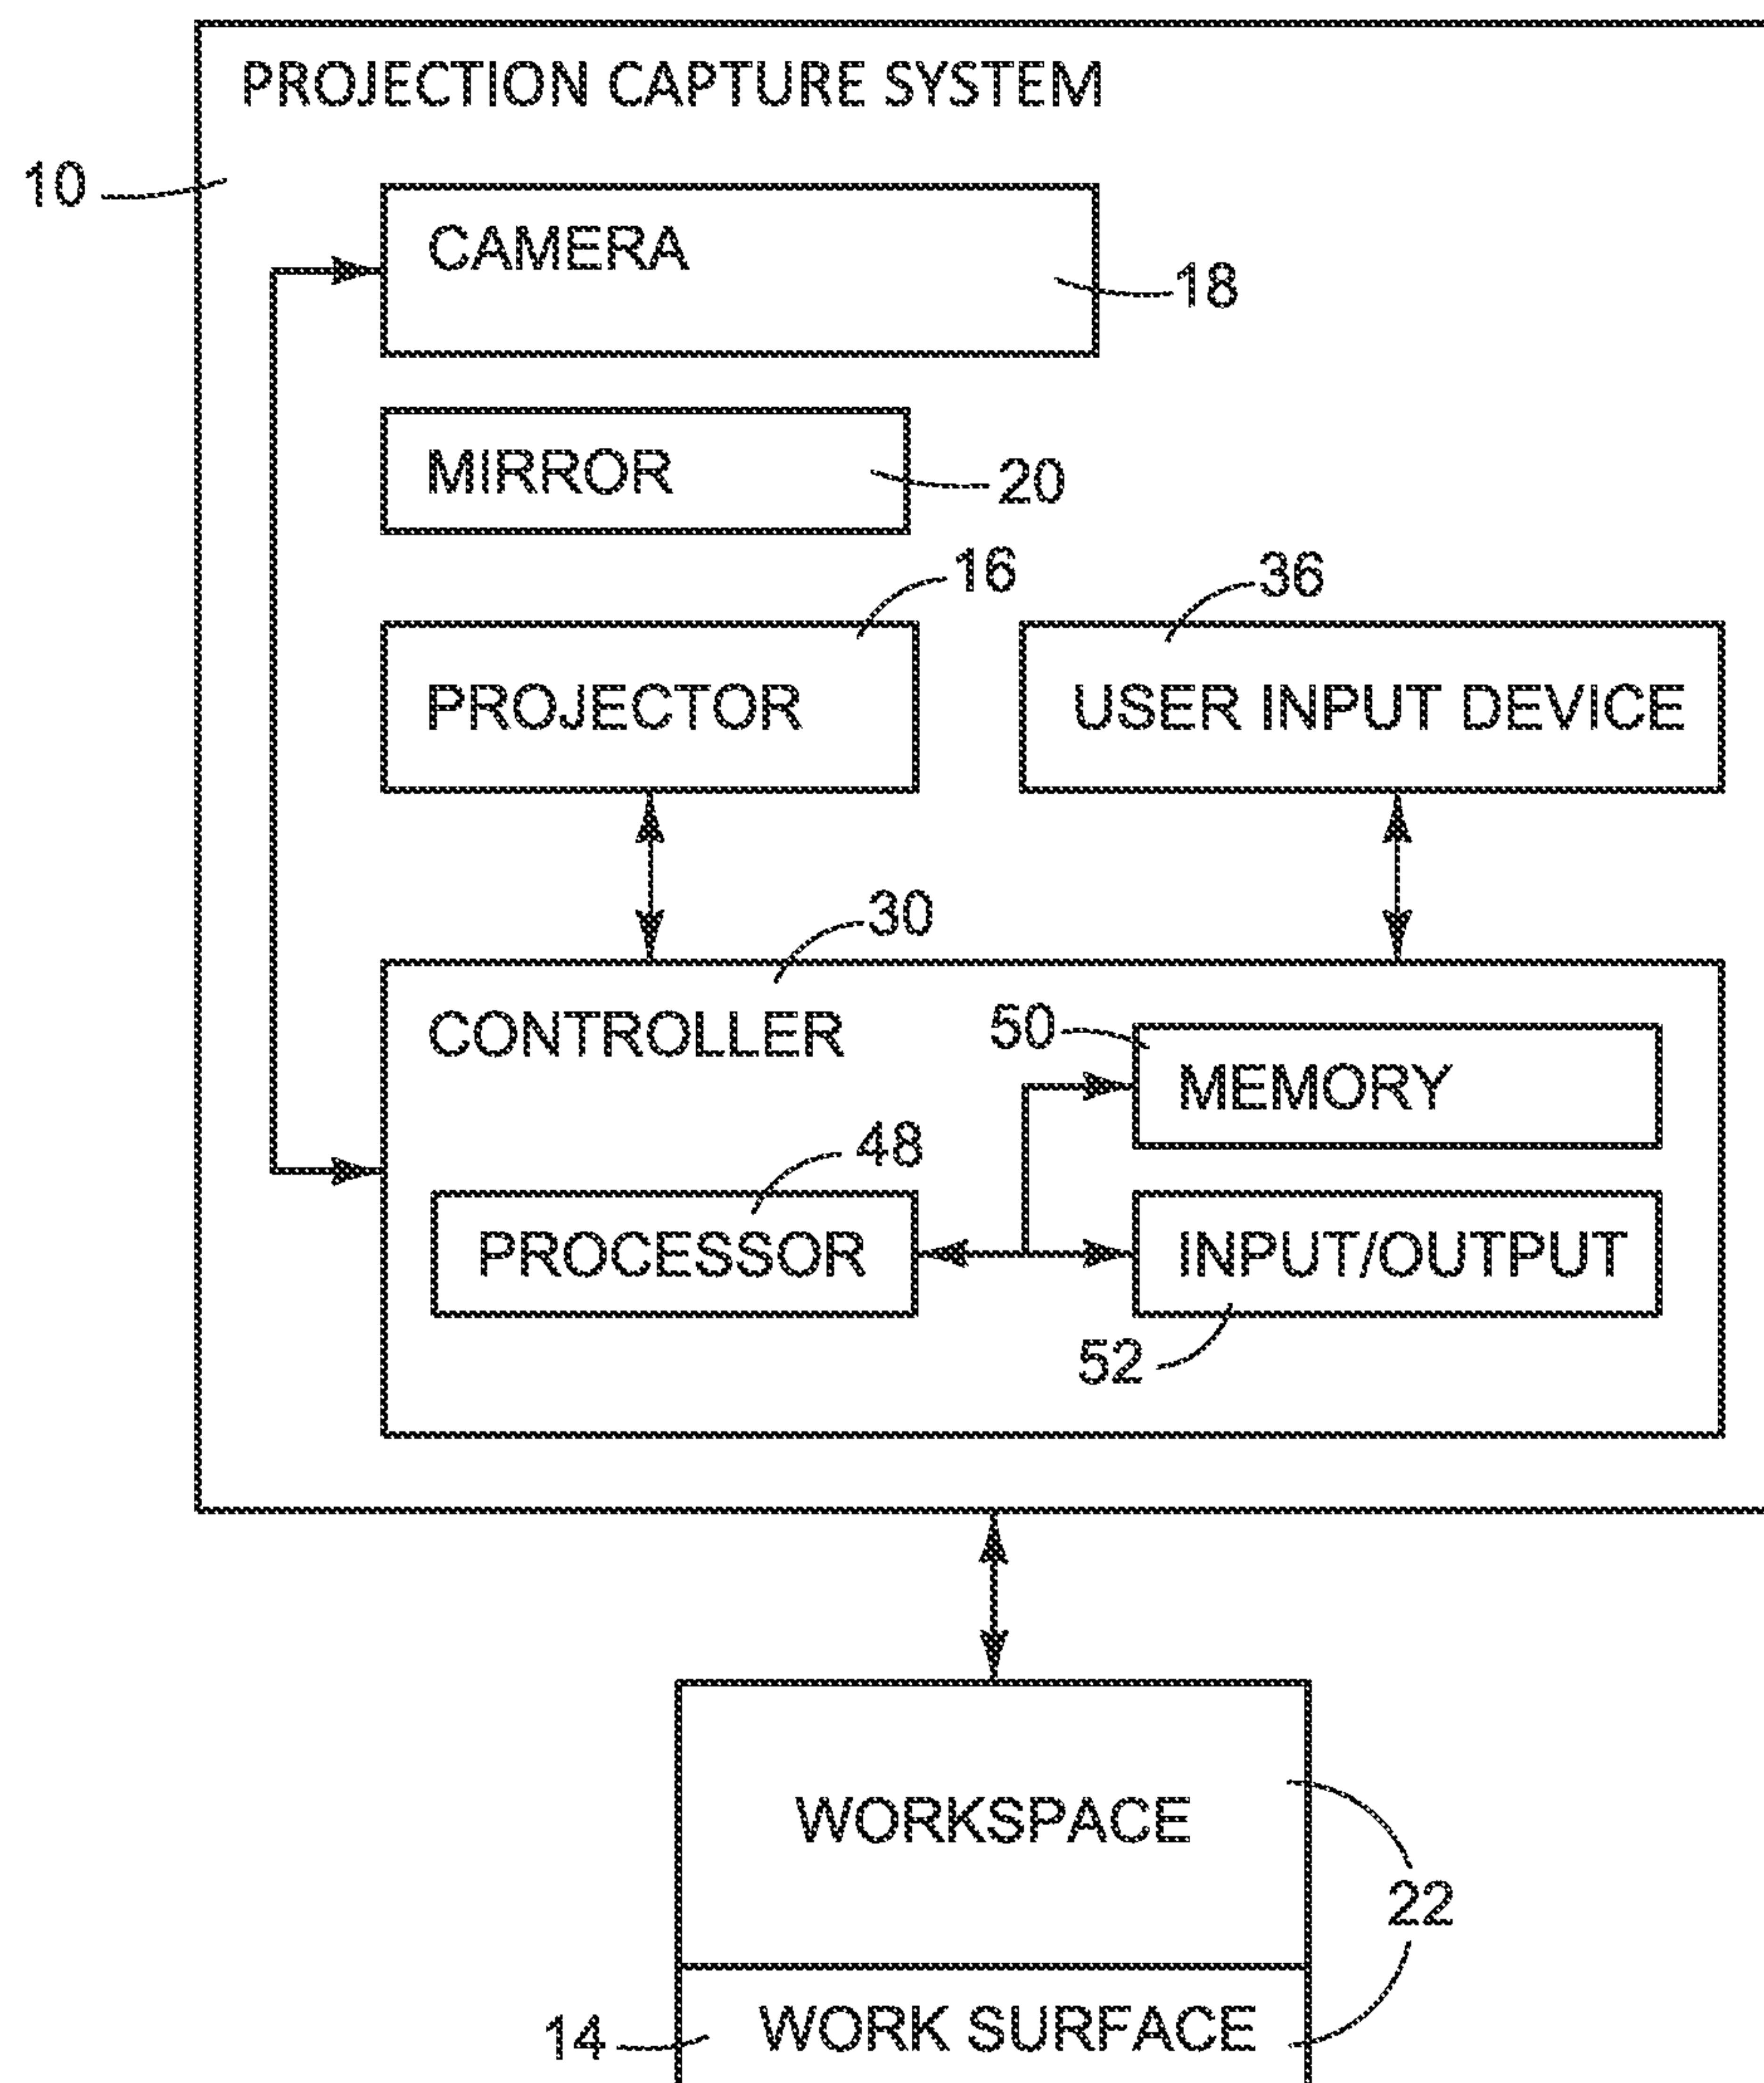 PROJECTION CAPTURE SYSTEM
10
CAMERA
18
MIRROR
20
16
36
PROJECTOR
USER INPUT DEVICE
30
CONTROLLER
50
MEMORY
48
PROCESSOR
INPUT/OUTPUT
52
WORKSPACE
22
14
WORK SURFACE